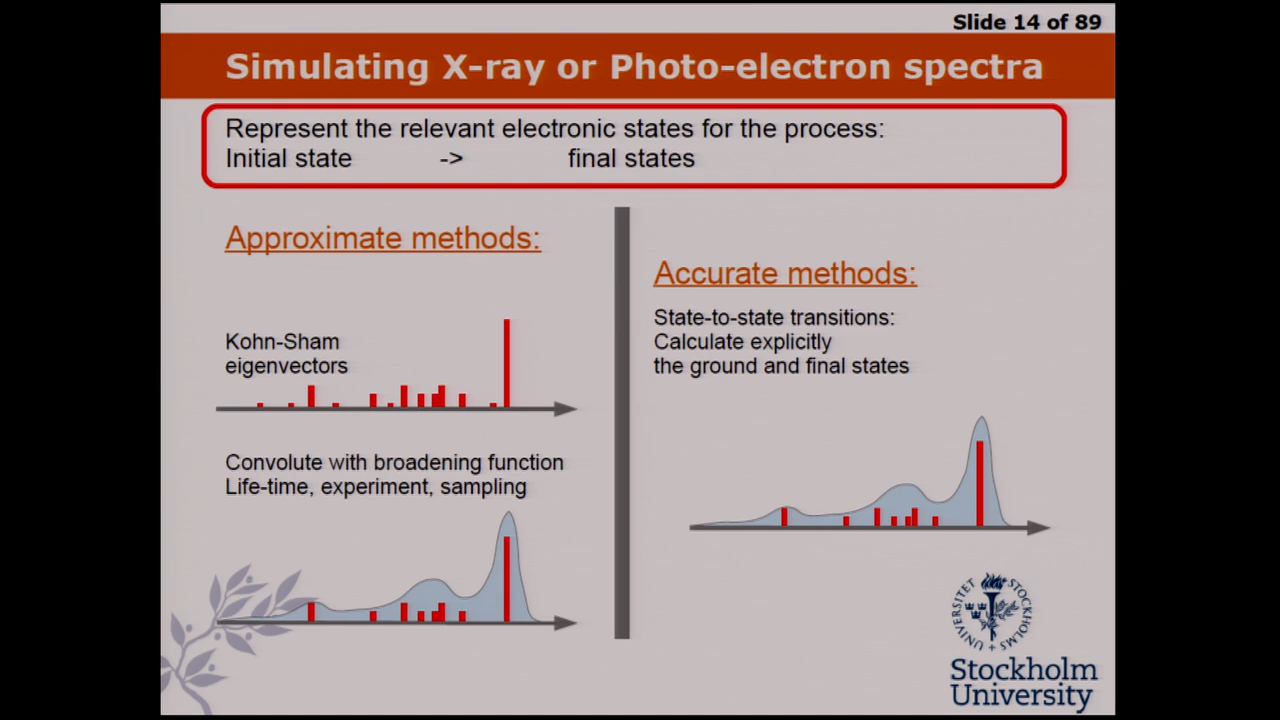 Slide 14 of 89
Simulating X-ray or Photo-electron spectra
Represent the relevant electronic states for the process:
Initial state -> final states
Approximate methods:
Kohn-Sham
eigenvectors
Convolute with broadening function
Life-time, experiment, sampling
Accurate methods:
State-to-state transitions:
Calculate explicitly
the ground and final states
STOCKHOLMS UNIVERSITET
Stockholm
University